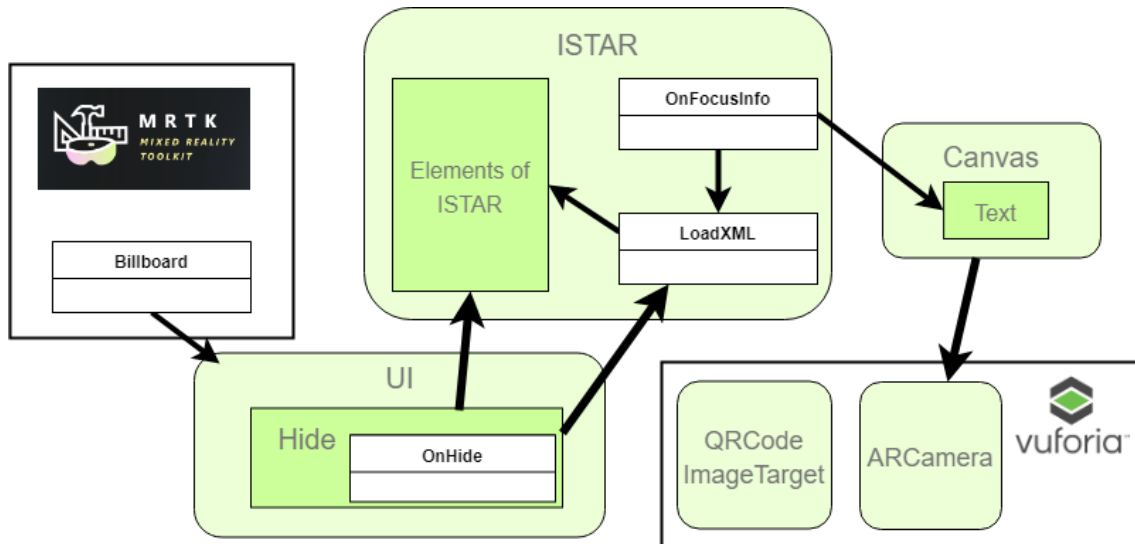 ISTAR
MRTK
MIXED REALITY
TOOLKIT
Billboard
Elements of
ISTAR
OnFocusInfo
LoadXML
Canvas
Text
UI
Hide
OnHide
QRCode
ImageTarget
ARCamera
vuforia™